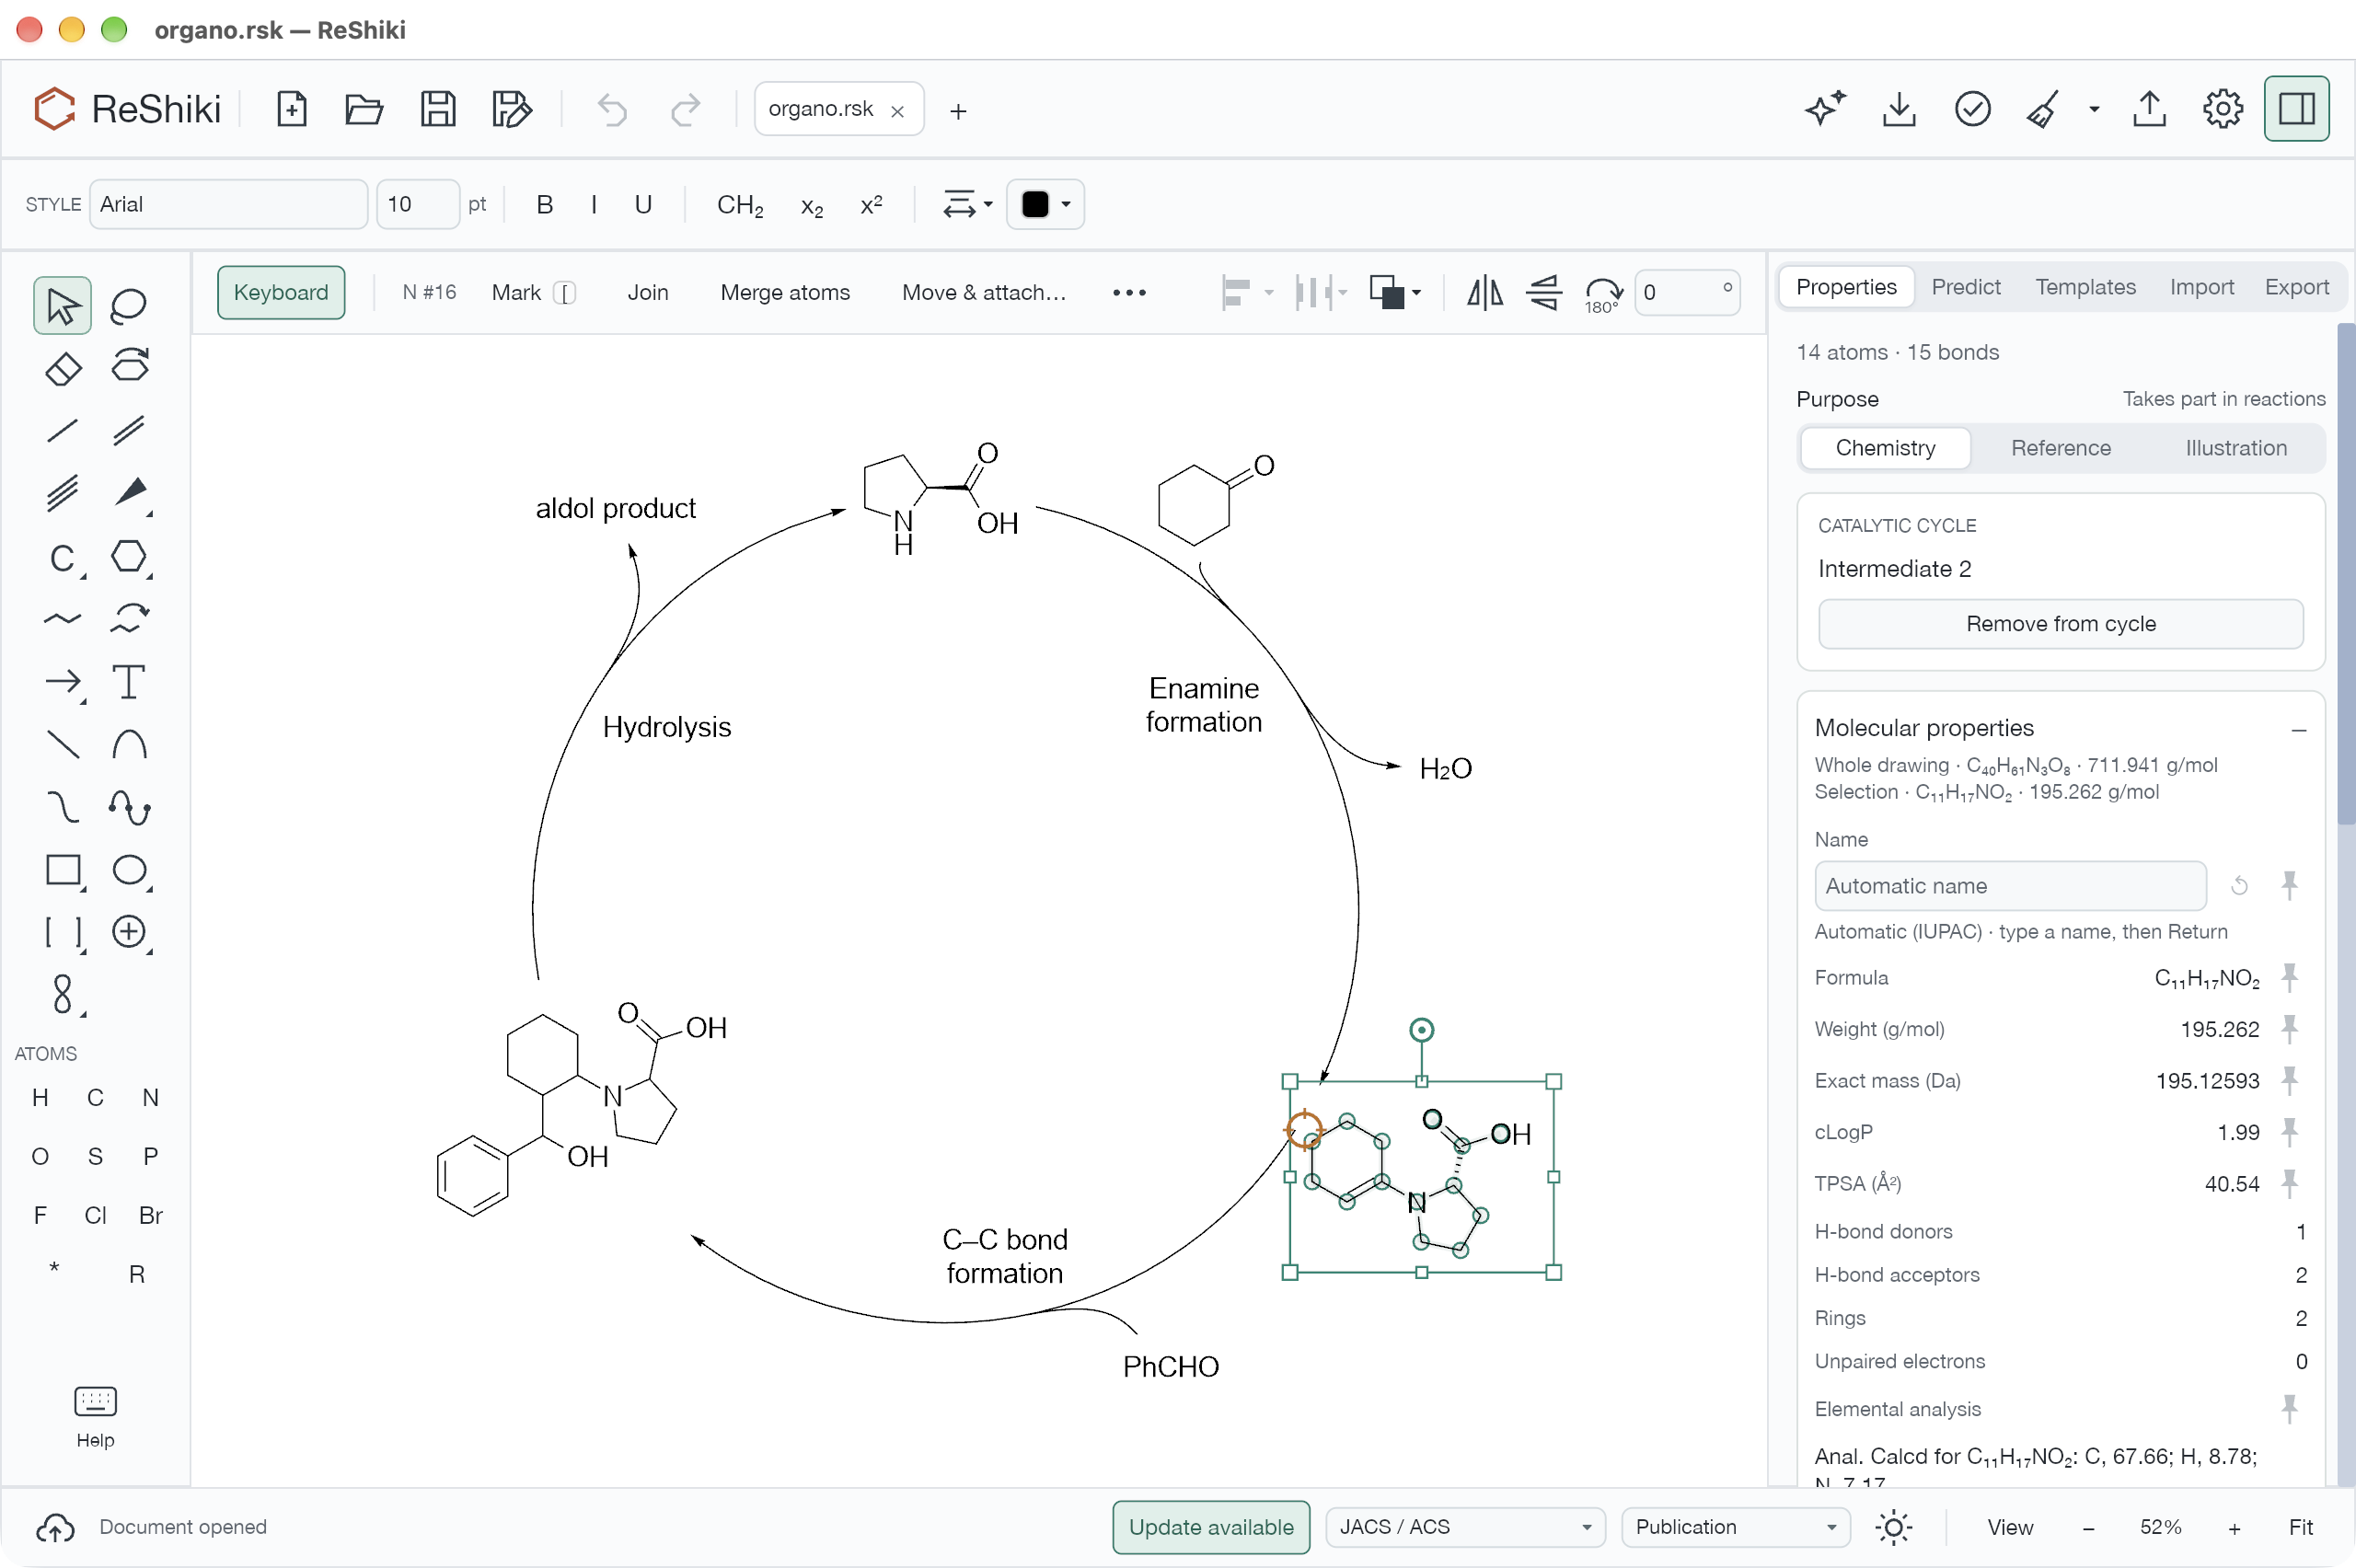 organo.rsk — ReShiki
ReShiki
organo.rsk ×
+
STYLE Arial 10 pt B I U CH₂ x₂ x²
Keyboard N #16 Mark [ Join Merge atoms Move & attach... ••• 180° 0 °
Properties Predict Templates Import Export
14 atoms · 15 bonds
Purpose Takes part in reactions
Chemistry Reference Illustration
CATALYTIC CYCLE
Intermediate 2
Remove from cycle
Molecular properties
Whole drawing · C₄₀H₆₁N₃O₈ · 711.941 g/mol
Selection · C₁₁H₁₇NO₂ · 195.262 g/mol
Name
Automatic name
Automatic (IUPAC) · type a name, then Return
Formula C₁₁H₁₇NO₂
Weight (g/mol) 195.262
Exact mass (Da) 195.12593
cLogP 1.99
TPSA (Å²) 40.54
H-bond donors 1
H-bond acceptors 2
Rings 2
Unpaired electrons 0
Elemental analysis
Anal. Calcd for C₁₁H₁₇NO₂: C, 67.66; H, 8.78;
N, 7.17
C
T
[ ]
ATOMS
H C N
O S P
F Cl Br
* R
Help
aldol product
O
OH
N
H
O
Enamine
formation
H₂O
Hydrolysis
O
OH
N
OH
O
OH
N
C–C bond
formation
PhCHO
Document opened
Update available
JACS / ACS
Publication
View − 52% + Fit